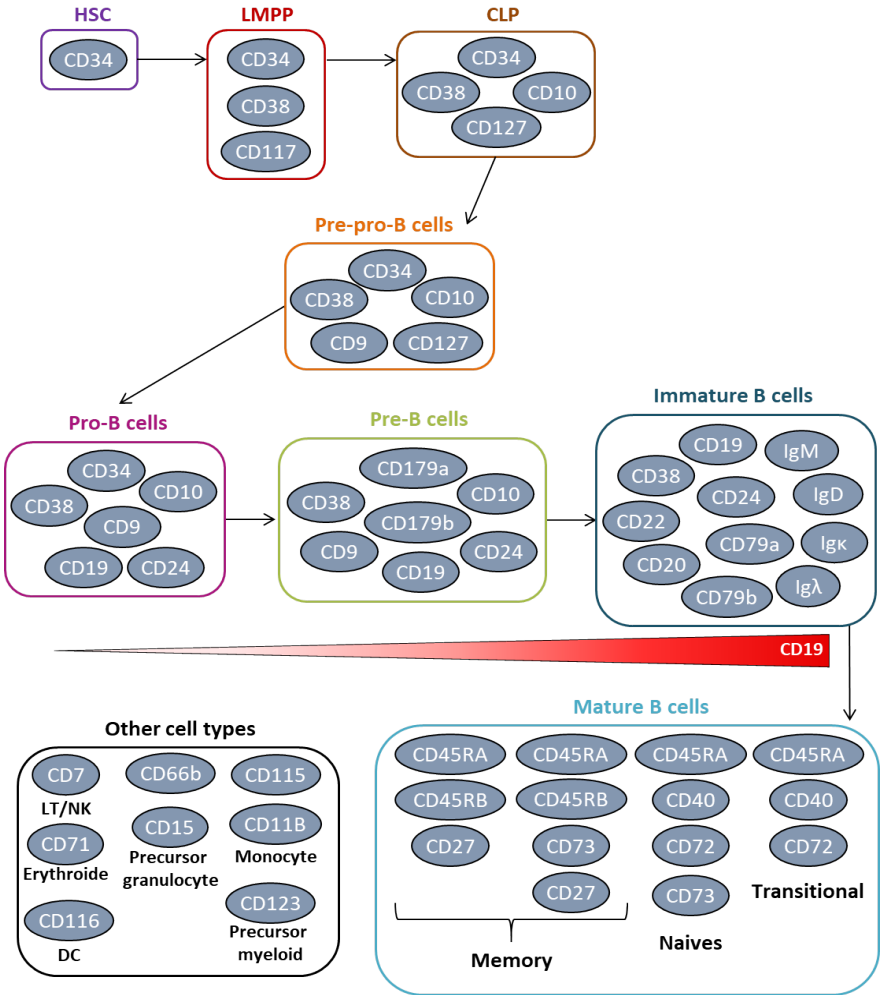 HSC
CD34
LMPP
CD34
CD38
CD117
CLP
CD34
CD38
CD10
CD127
Pre-pro-B cells
CD34
CD38
CD10
CD9
CD127
Pro-B cells
CD34
CD38
CD10
CD9
CD19
CD24
Pre-B cells
CD179a
CD38
CD10
CD179b
CD9
CD24
CD19
Immature B cells
CD19
IgM
CD38
CD24
IgD
CD22
CD79a
Igκ
CD20
CD79b
Igλ
CD19
Other cell types
CD7
LT/NK
CD66b
CD115
CD71
Erythroide
CD15
Precursor
granulocyte
CD11B
Monocyte
CD116
DC
CD123
Precursor
myeloid
Mature B cells
CD45RA
CD45RB
CD27
CD45RA
CD45RB
CD73
CD27
Memory
CD45RA
CD40
CD72
CD73
Naives
CD45RA
CD40
CD72
Transitional